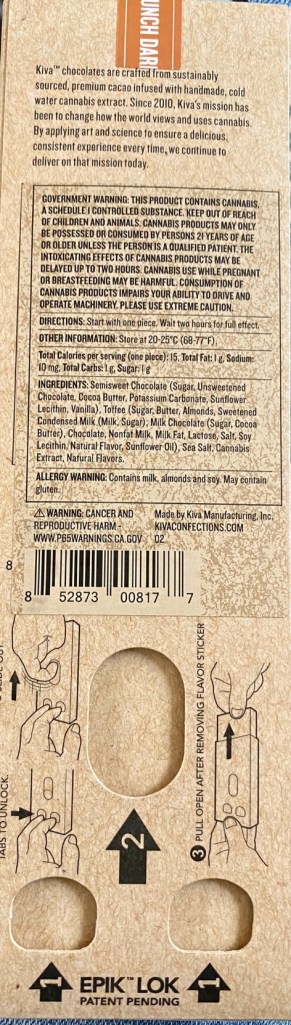 UNCH DAR
Kiva™ chocolates are crafted from sustainably
sourced, premium cacao infused with handmade, cold
water cannabis extract. Since 2010, Kiva's mission has
been to change how the world views and uses cannabis.
By applying art and science to ensure a delicious,
consistent experience every time, we continue to
deliver on that mission today.
GOVERNMENT WARNING: THIS PRODUCT CONTAINS CANNABIS,
A SCHEDULE I CONTROLLED SUBSTANCE. KEEP OUT OF REACH
OF CHILDREN AND ANIMALS. CANNABIS PRODUCTS MAY ONLY
BE POSSESSED OR CONSUMED BY PERSONS 21 YEARS OF AGE
OR OLDER UNLESS THE PERSON IS A QUALIFIED PATIENT. THE
INTOXICATING EFFECTS OF CANNABIS PRODUCTS MAY BE
DELAYED UP TO TWO HOURS. CANNABIS USE WHILE PREGNANT
OR BREASTFEEDING MAY BE HARMFUL. CONSUMPTION OF
CANNABIS PRODUCTS IMPAIRS YOUR ABILITY TO DRIVE AND
OPERATE MACHINERY. PLEASE USE EXTREME CAUTION.
DIRECTIONS: Start with one piece. Wait two hours for full effect.
OTHER INFORMATION: Store at 20-25°C (68-77°F).
Total Calories per serving (one piece): 15, Total Fat: 1 g, Sodium:
10 mg, Total Carbs: 1 g, Sugar: 1 g
INGREDIENTS: Semisweet Chocolate (Sugar, Unsweetened
Chocolate, Cocoa Butter, Potassium Carbonate, Sunflower
Lecithin, Vanilla), Toffee (Sugar, Butter, Almonds, Sweetened
Condensed Milk (Milk, Sugar), Milk Chocolate (Sugar, Cocoa
Butter), Chocolate, Nonfat Milk, Milk Fat, Lactose, Salt, Soy
Lecithin, Natural Flavor, Sunflower Oil), Sea Salt, Cannabis
Extract, Natural Flavors.
ALLERGY WARNING: Contains milk, almonds and soy. May contain
gluten.
⚠ WARNING: CANCER AND
REPRODUCTIVE HARM -
WWW.P65WARNINGS.CA.GOV
Made by Kiva Manufacturing, Inc.
KIVACONFECTIONS.COM
02
8
8 52873 00817 7
TABS TO UNLOCK.
2
3 PULL OPEN AFTER REMOVING FLAVOR STICKER
1 EPIK™ LOK 1
PATENT PENDING